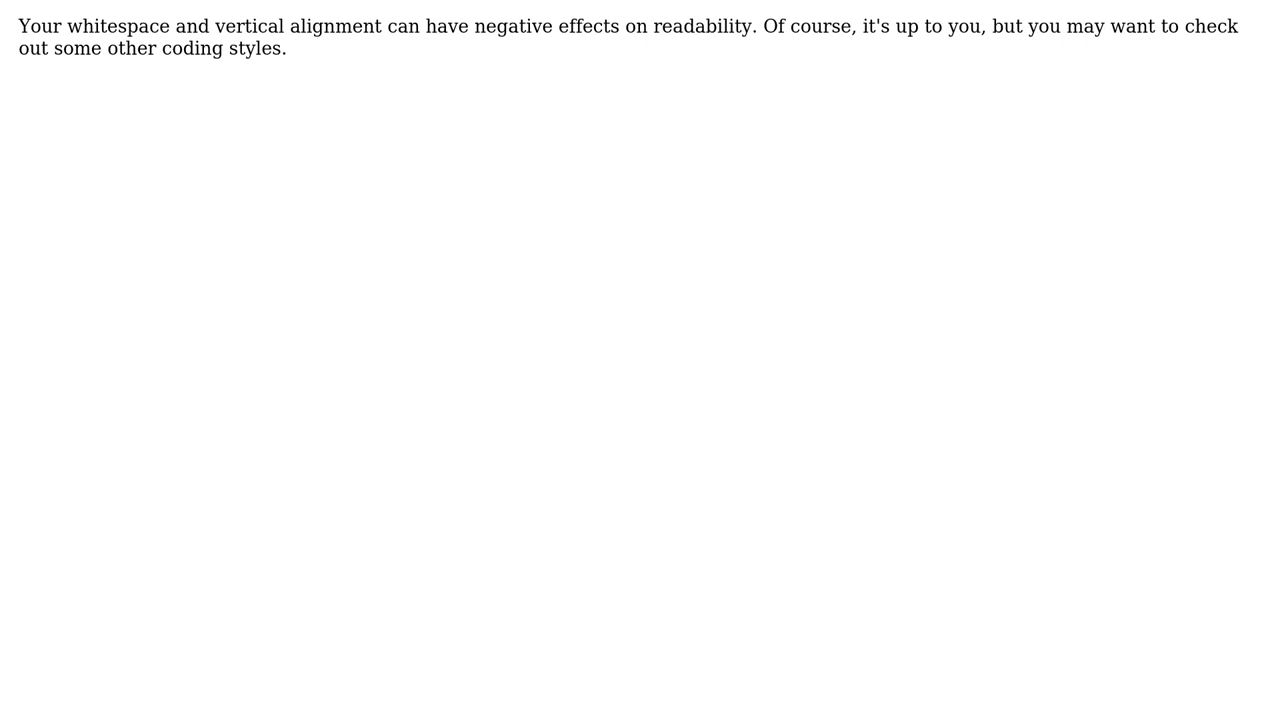 Your whitespace and vertical alignment can have negative effects on readability. Of course, it's up to you, but you may want to check
out some other coding styles.